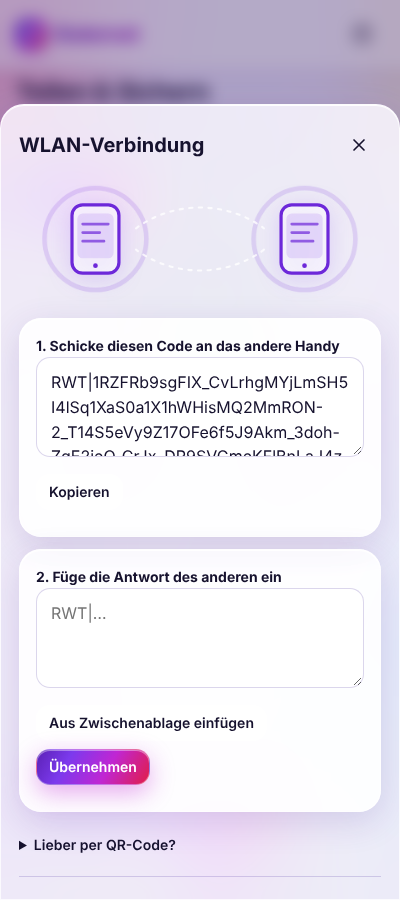 WLAN-Verbindung
1. Schicke diesen Code an das andere Handy
RWT|1RZFRb9sgFIX_CvLrhgMYjLmSH5
I4lSq1XaS0a1X1hWHisMQ2MmRON-
2_T14S5eVy9Z17OFe6f5J9Akm_3doh-
Kopieren
2. Füge die Antwort des anderen ein
RWT|...
Aus Zwischenablage einfügen
Übernehmen
Lieber per QR-Code?